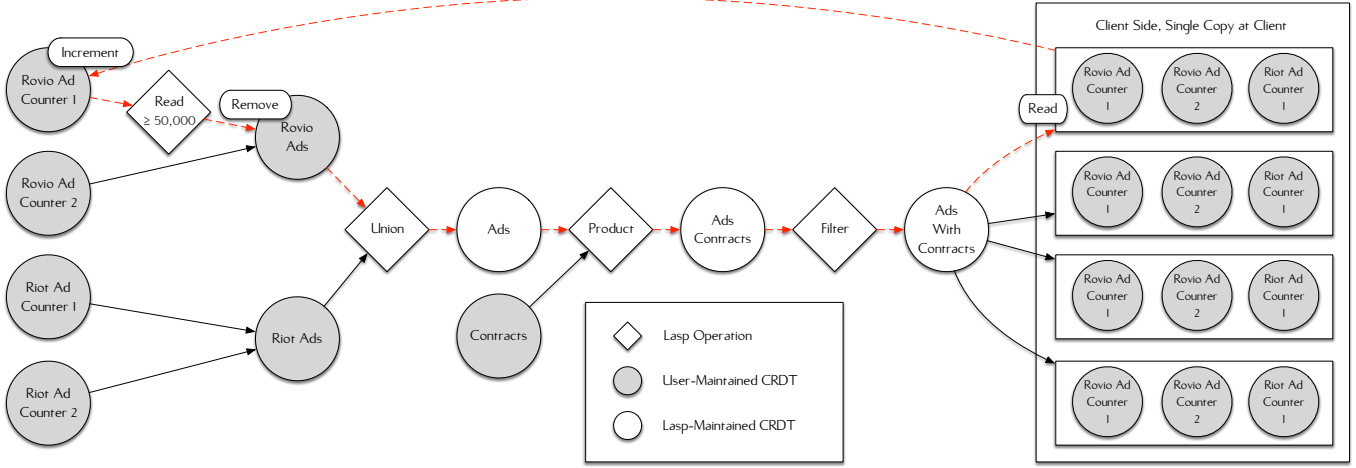 Client Side, Single Copy at Client
Increment
Rovio Ad
Counter 1
Read
≥ 50,000
Remove
Rovio
Ads
Rovio Ad
Counter 2
Riot Ad
Counter 1
Riot Ad
Counter 2
Riot Ads
Union
Ads
Product
Contracts
Ads
Contracts
Filter
Ads
With
Contracts
Read
Rovio Ad
Counter
1
Rovio Ad
Counter
2
Riot Ad
Counter
1
Rovio Ad
Counter
1
Rovio Ad
Counter
2
Riot Ad
Counter
1
Rovio Ad
Counter
1
Rovio Ad
Counter
2
Riot Ad
Counter
1
Rovio Ad
Counter
1
Rovio Ad
Counter
2
Riot Ad
Counter
1
Lasp Operation
User-Maintained CRDT
Lasp-Maintained CRDT